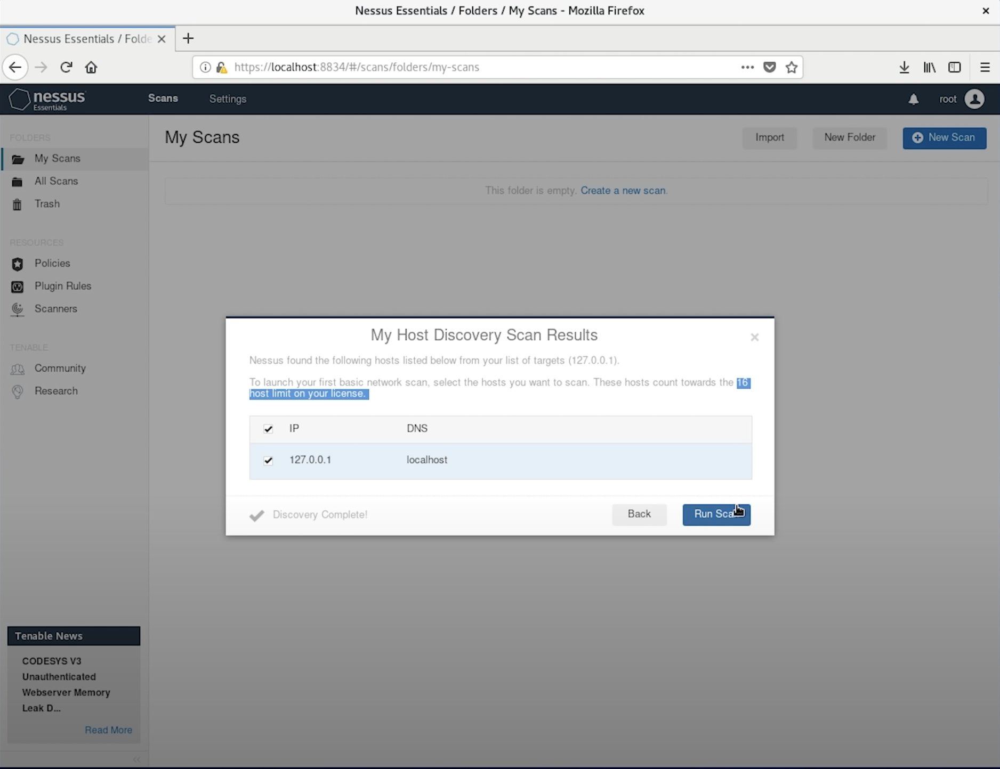 Nessus Essentials / Folders / My Scans - Mozilla Firefox
Nessus Essentials / Folde
https://localhost:8834/#/scans/folders/my-scans
nessus
Essentials
Scans
Settings
root
FOLDERS
My Scans
All Scans
Trash
RESOURCES
Policies
Plugin Rules
Scanners
TENABLE
Community
Research
My Scans
Import
New Folder
New Scan
This folder is empty. Create a new scan.
My Host Discovery Scan Results
Nessus found the following hosts listed below from your list of targets (127.0.0.1).
To launch your first basic network scan, select the hosts you want to scan. These hosts count towards the 16
host limit on your license.
IP DNS
127.0.0.1 localhost
Discovery Complete!
Back
Run Sca
Tenable News
CODESYS V3
Unauthenticated
Webserver Memory
Leak D...
Read More